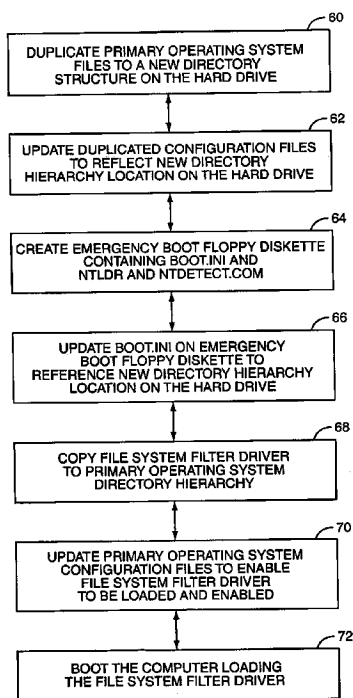 60
DUPLICATE PRIMARY OPERATING SYSTEM
FILES TO A NEW DIRECTORY
STRUCTURE ON THE HARD DRIVE
62
UPDATE DUPLICATED CONFIGURATION FILES
TO REFLECT NEW DIRECTORY
HIERARCHY LOCATION ON THE HARD DRIVE
64
CREATE EMERGENCY BOOT FLOPPY DISKETTE
CONTAINING BOOT.INI AND
NTLDR AND NTDETECT.COM
66
UPDATE BOOT.INI ON EMERGENCY
BOOT FLOPPY DISKETTE TO
REFERENCE NEW DIRECTORY HIERARCHY
LOCATION ON THE HARD DRIVE
68
COPY FILE SYSTEM FILTER DRIVER
TO PRIMARY OPERATING SYSTEM
DIRECTORY HIERARCHY
70
UPDATE PRIMARY OPERATING SYSTEM
CONFIGURATION FILES TO ENABLE
FILE SYSTEM FILTER DRIVER
TO BE LOADED AND ENABLED
72
BOOT THE COMPUTER LOADING
THE FILE SYSTEM FILTER DRIVER